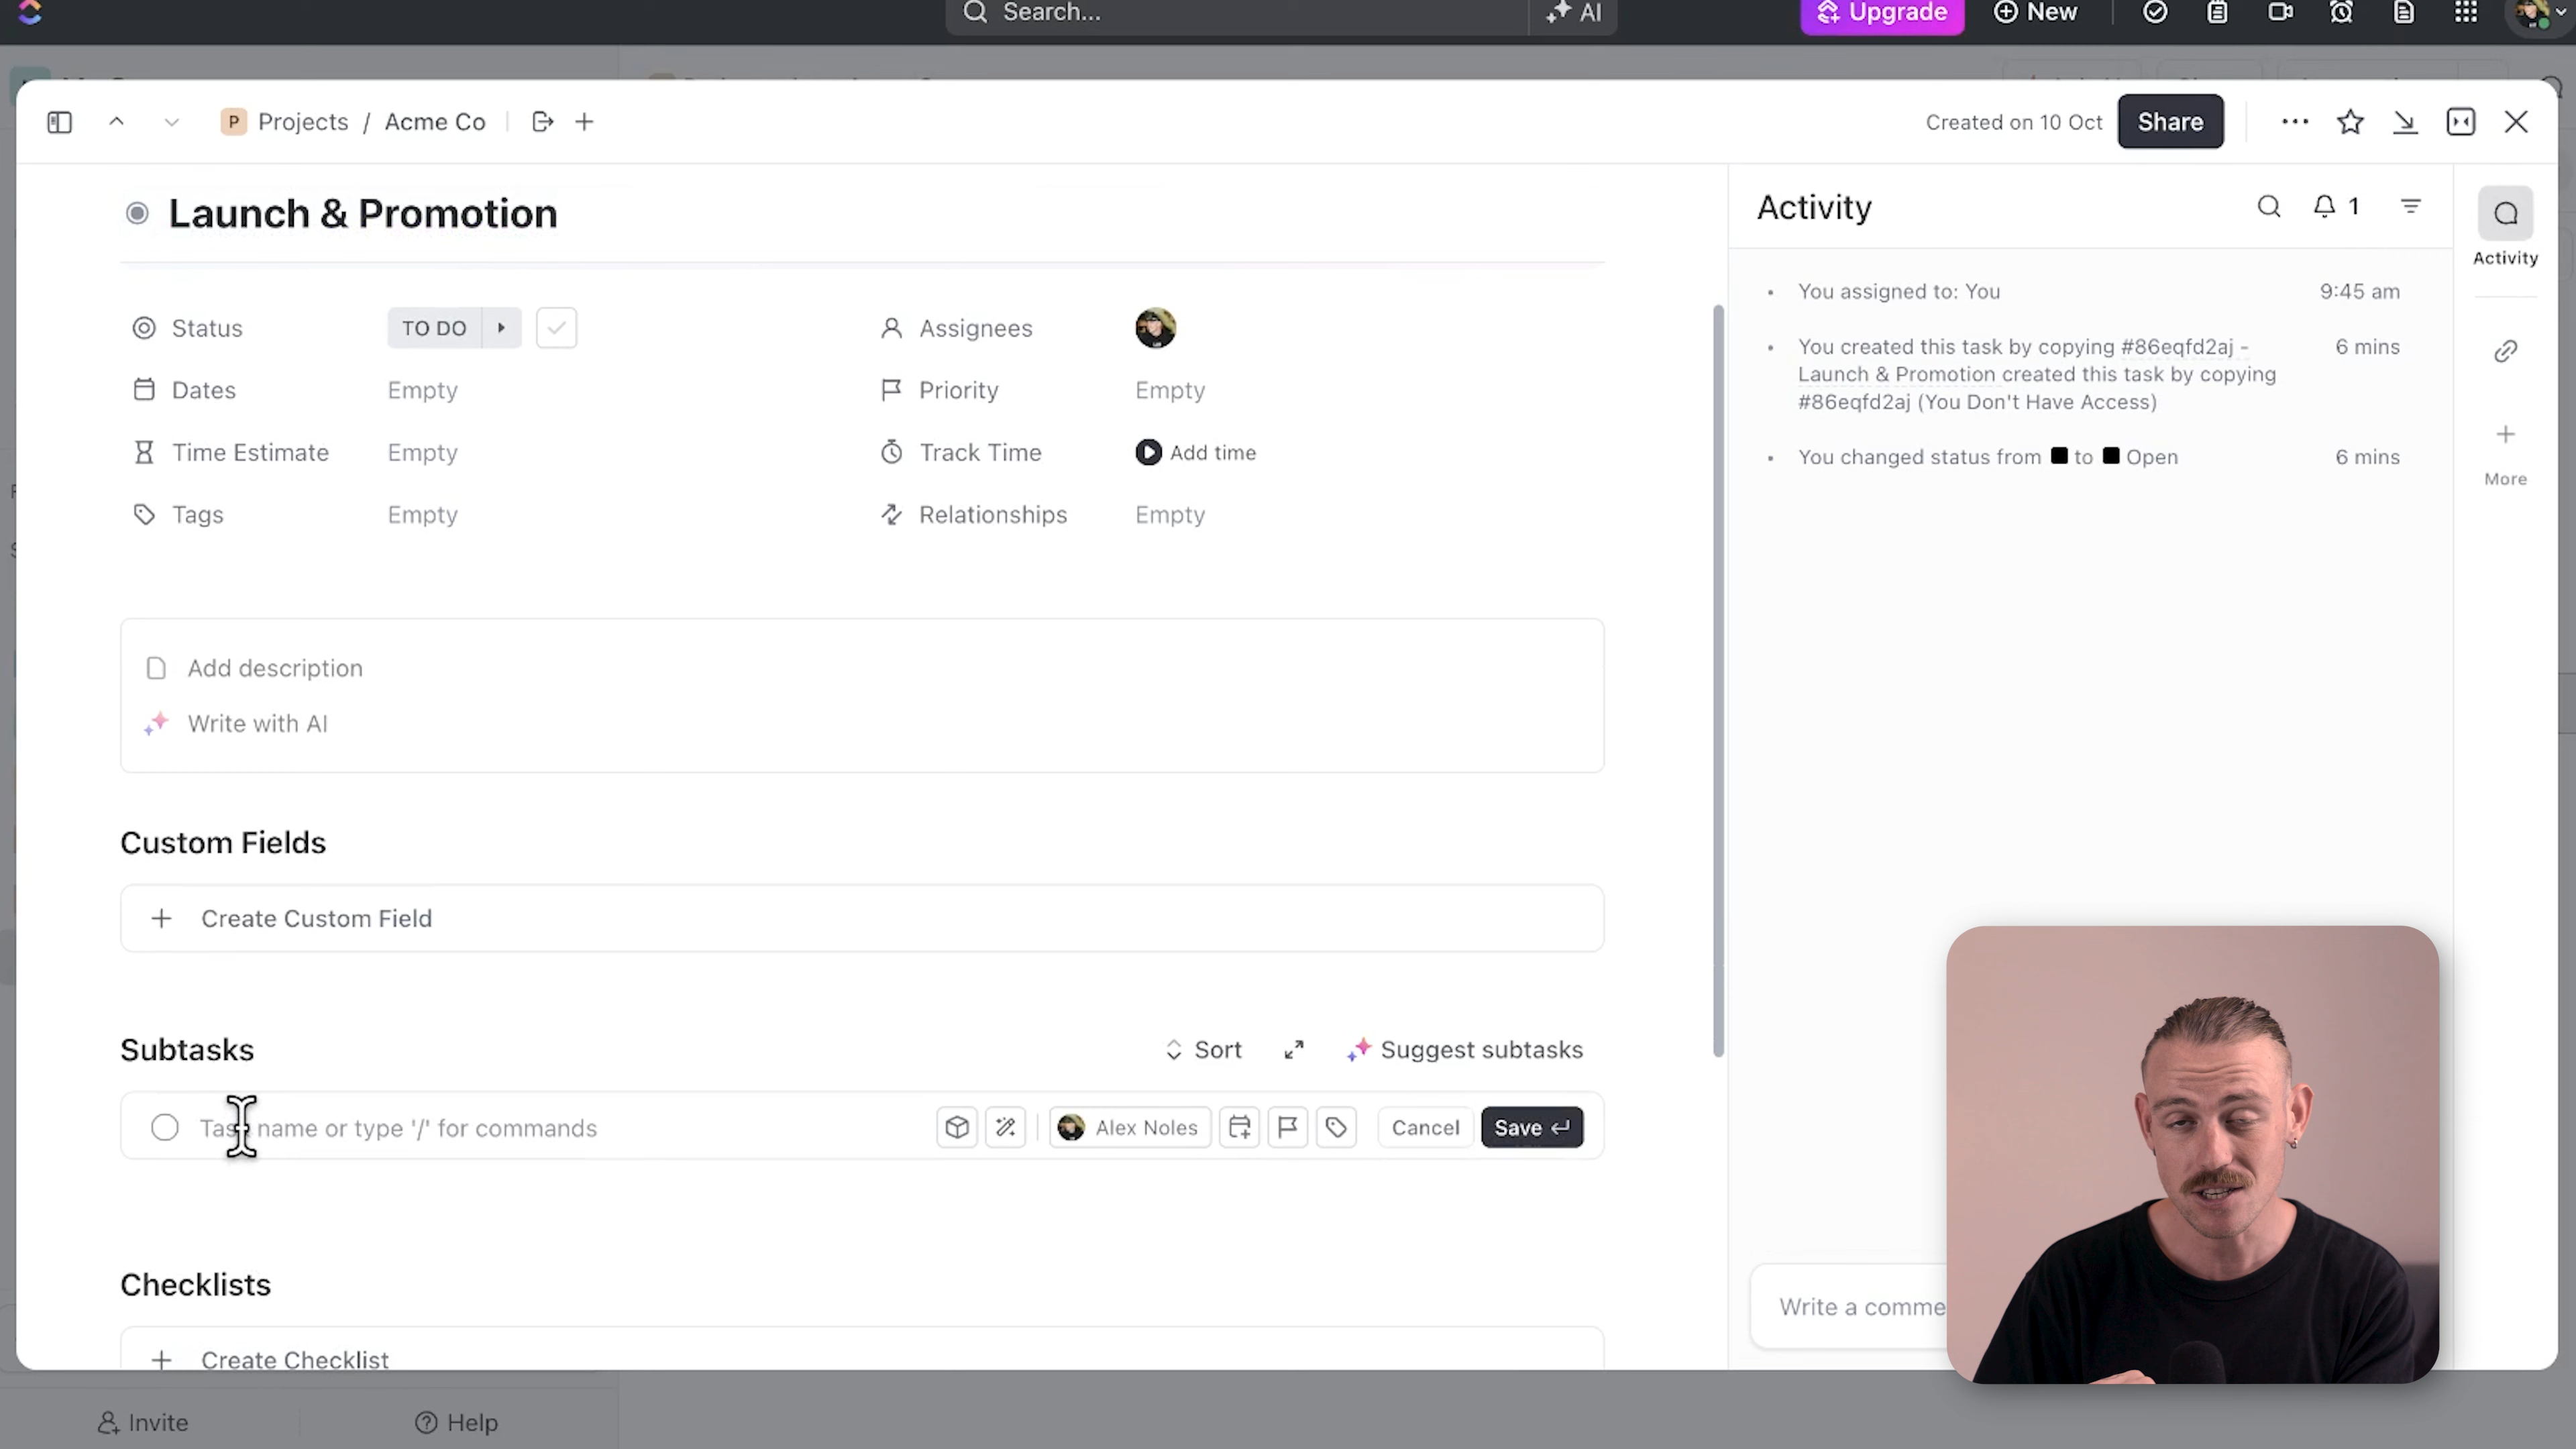 Search...
AI
Upgrade
New
P Projects / Acme Co
Created on 10 Oct
Share
Launch & Promotion
Status
TO DO
Assignees
Dates
Empty
Priority
Empty
Time Estimate
Empty
Track Time
Add time
Tags
Empty
Relationships
Empty
Add description
Write with AI
Custom Fields
Create Custom Field
Subtasks
Sort
Suggest subtasks
Task name or type '/' for commands
Alex Noles
Cancel
Save
Checklists
Create Checklist
Activity
1
You assigned to: You
9:45 am
You created this task by copying #86eqfd2aj -
Launch & Promotion created this task by copying
#86eqfd2aj (You Don't Have Access)
6 mins
You changed status from to Open
6 mins
Write a comme
Activity
More
Invite
Help